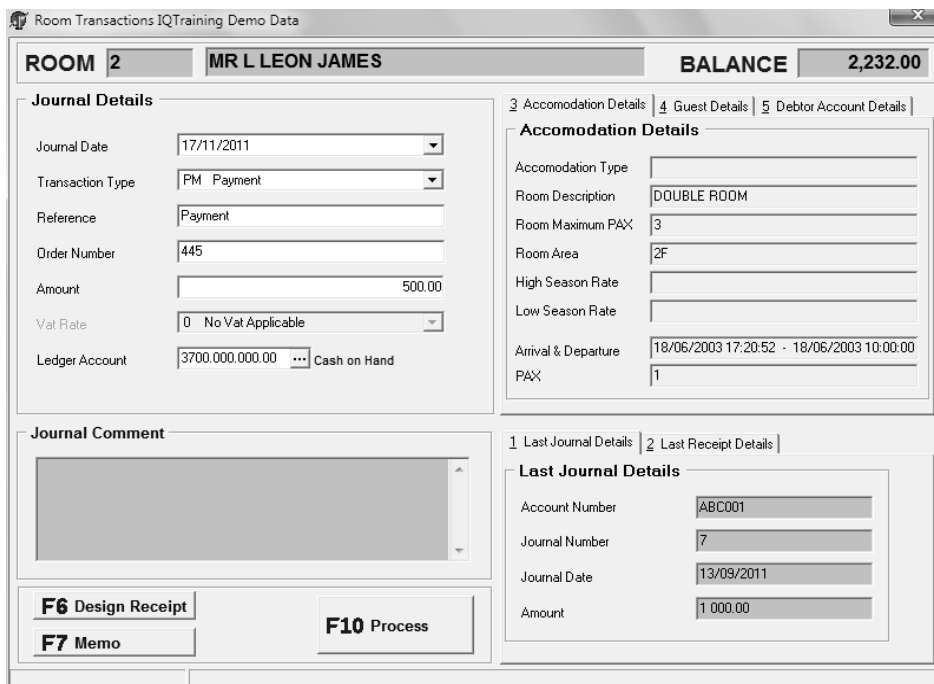 Room Transactions IQTraining Demo Data
X
ROOM 2 MR L LEON JAMES BALANCE 2,232.00
Journal Details
Journal Date 17/11/2011
Transaction Type PM Payment
Reference Payment
Order Number 445
Amount 500.00
Vat Rate 0 No Vat Applicable
Ledger Account 3700.000.000.00 ... Cash on Hand
3 Accomodation Details 4 Guest Details 5 Debtor Account Details
Accomodation Details
Accomodation Type
Room Description DOUBLE ROOM
Room Maximum PAX 3
Room Area 2F
High Season Rate
Low Season Rate
Arrival & Departure 18/06/2003 17:20:52 - 18/06/2003 10:00:00
PAX 1
Journal Comment
1 Last Journal Details 2 Last Receipt Details
Last Journal Details
Account Number ABC001
Journal Number 7
Journal Date 13/09/2011
Amount 1 000.00
F6 Design Receipt
F7 Memo
F10 Process